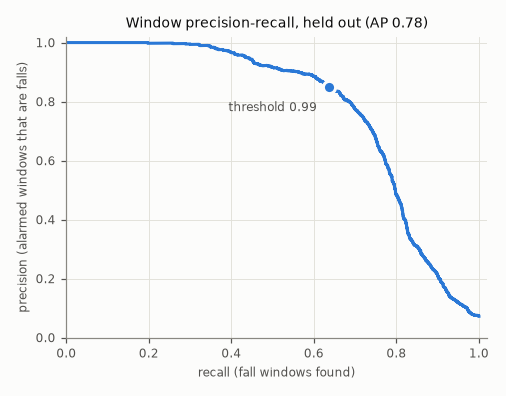 Window precision-recall, held out (AP 0.78)
precision (alarmed windows that are falls)
1.0
0.8
0.6
0.4
0.2
0.0
threshold 0.99
0.0 0.2 0.4 0.6 0.8 1.0
recall (fall windows found)